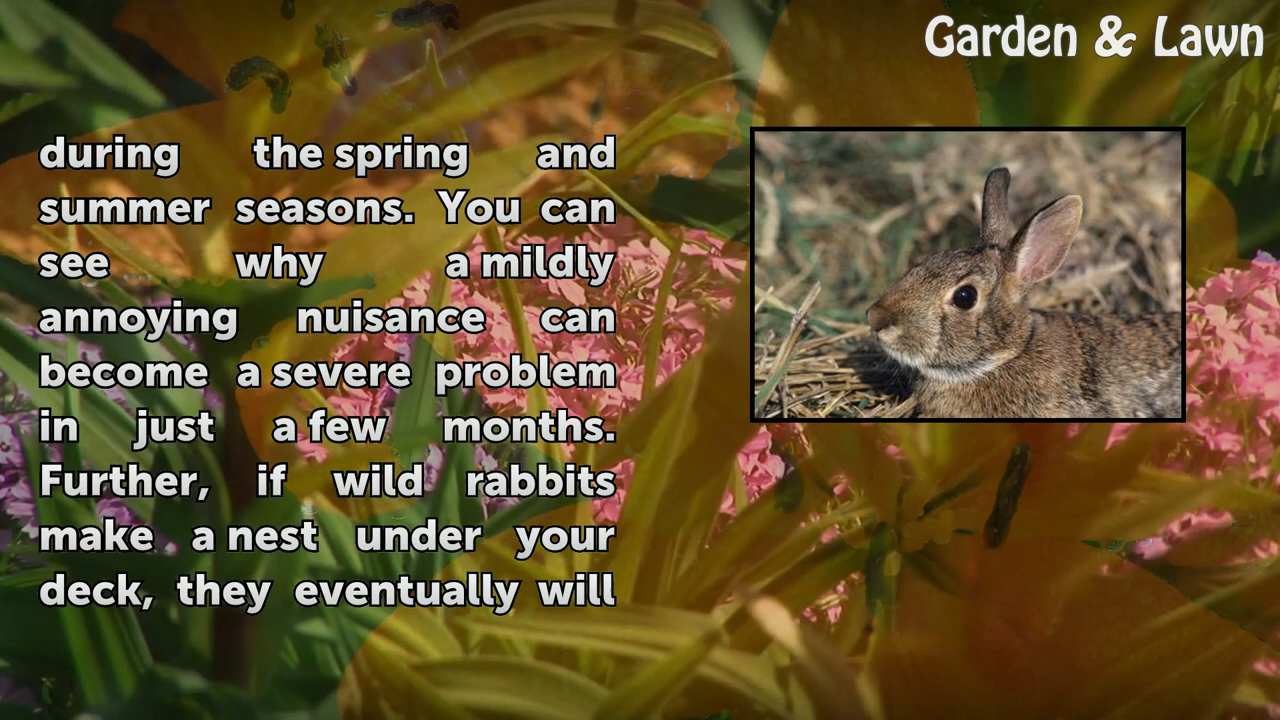 Garden & Lawn
during the spring and
summer seasons. You can
see why a mildly
annoying nuisance can
become a severe problem
in just a few months.
Further, if wild rabbits
make a nest under your
deck, they eventually will